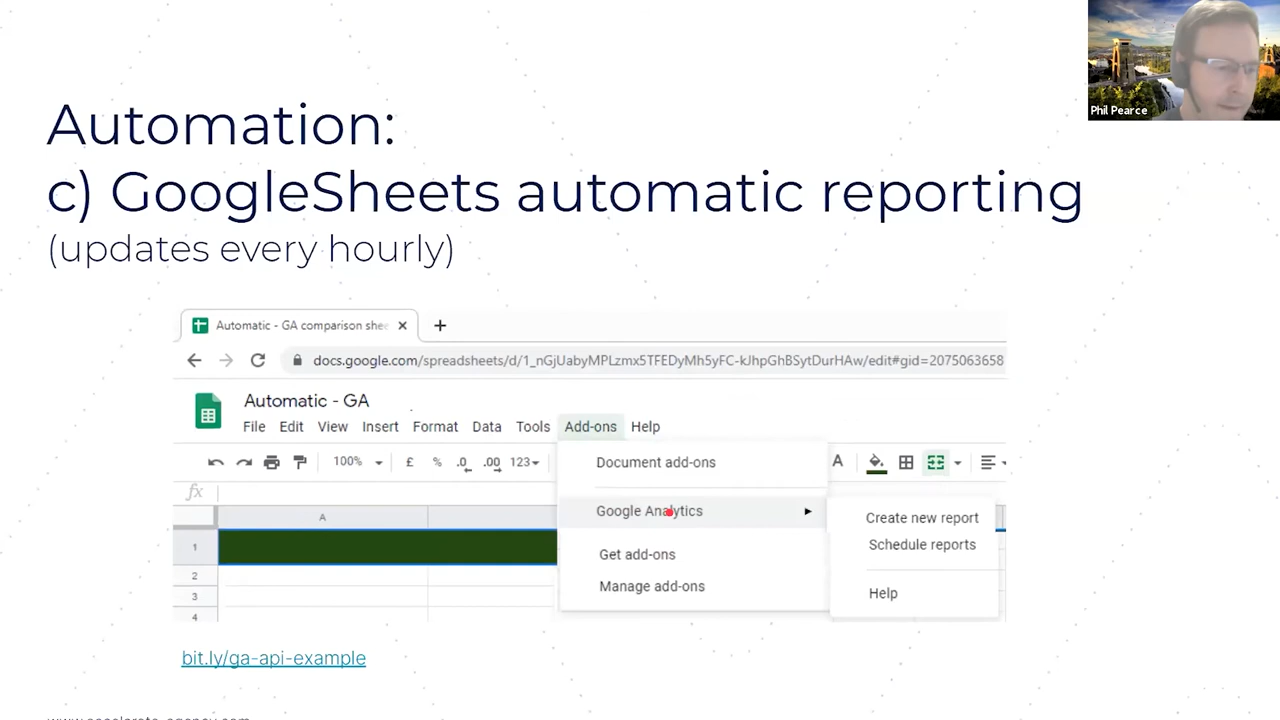 Phil Pearce
Automation:
c) GoogleSheets automatic reporting
(updates every hourly)
Automatic - GA comparison shee
docs.google.com/spreadsheets/d/1_nGjUabyMPLzmx5TFEDyMh5yFC-kJhpGhBSytDurHAw/edit#gid=2075063658
Automatic - GA
File Edit View Insert Format Data Tools Add-ons Help
100% £ % .0 .00 123 A
Document add-ons
fx
Google Analytics
Create new report
A
Schedule reports
1
Get add-ons
2
Manage add-ons
Help
3
4
bit.ly/ga-api-example